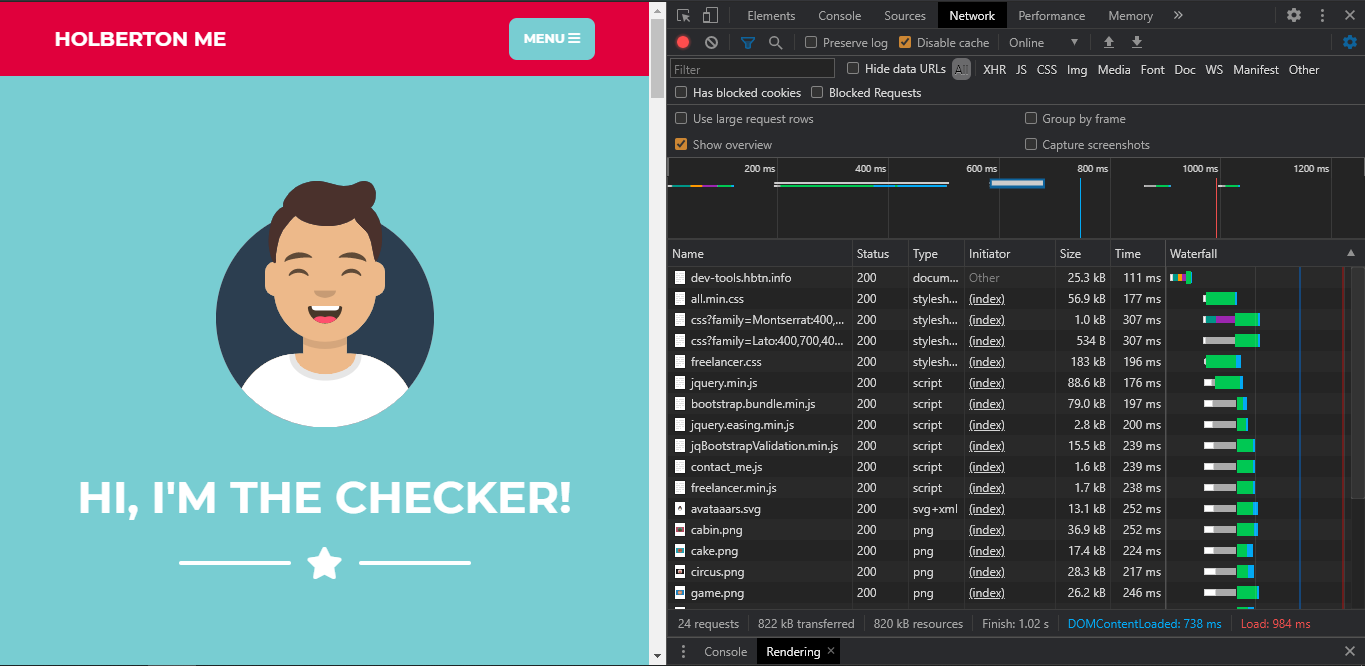 HOLBERTON ME
MENU
HI, I'M THE CHECKER!
Elements Console Sources Network Performance Memory
Preserve log Disable cache Online
Filter Hide data URLs All XHR JS CSS Img Media Font Doc WS Manifest Other
Has blocked cookies Blocked Requests
Use large request rows Group by frame
Show overview Capture screenshots
200 ms 400 ms 600 ms 800 ms 1000 ms 1200 ms
Name Status Type Initiator Size Time Waterfall
dev-tools.hbtn.info 200 docum... Other 25.3 kB 111 ms
all.min.css 200 stylesh... (index) 56.9 kB 177 ms
css?family=Montserrat:400,... 200 stylesh... (index) 1.0 kB 307 ms
css?family=Lato:400,700,40... 200 stylesh... (index) 534 B 307 ms
freelancer.css 200 stylesh... (index) 183 kB 196 ms
jquery.min.js 200 script (index) 88.6 kB 176 ms
bootstrap.bundle.min.js 200 script (index) 79.0 kB 197 ms
jquery.easing.min.js 200 script (index) 2.8 kB 200 ms
jqBootstrapValidation.min.js 200 script (index) 15.5 kB 239 ms
contact_me.js 200 script (index) 1.6 kB 239 ms
freelancer.min.js 200 script (index) 1.7 kB 238 ms
avataaars.svg 200 svg+xml (index) 13.1 kB 252 ms
cabin.png 200 png (index) 36.9 kB 252 ms
cake.png 200 png (index) 17.4 kB 224 ms
circus.png 200 png (index) 28.3 kB 217 ms
game.png 200 png (index) 26.2 kB 246 ms
24 requests 822 kB transferred 820 kB resources Finish: 1.02 s DOMContentLoaded: 738 ms Load: 984 ms
Console Rendering